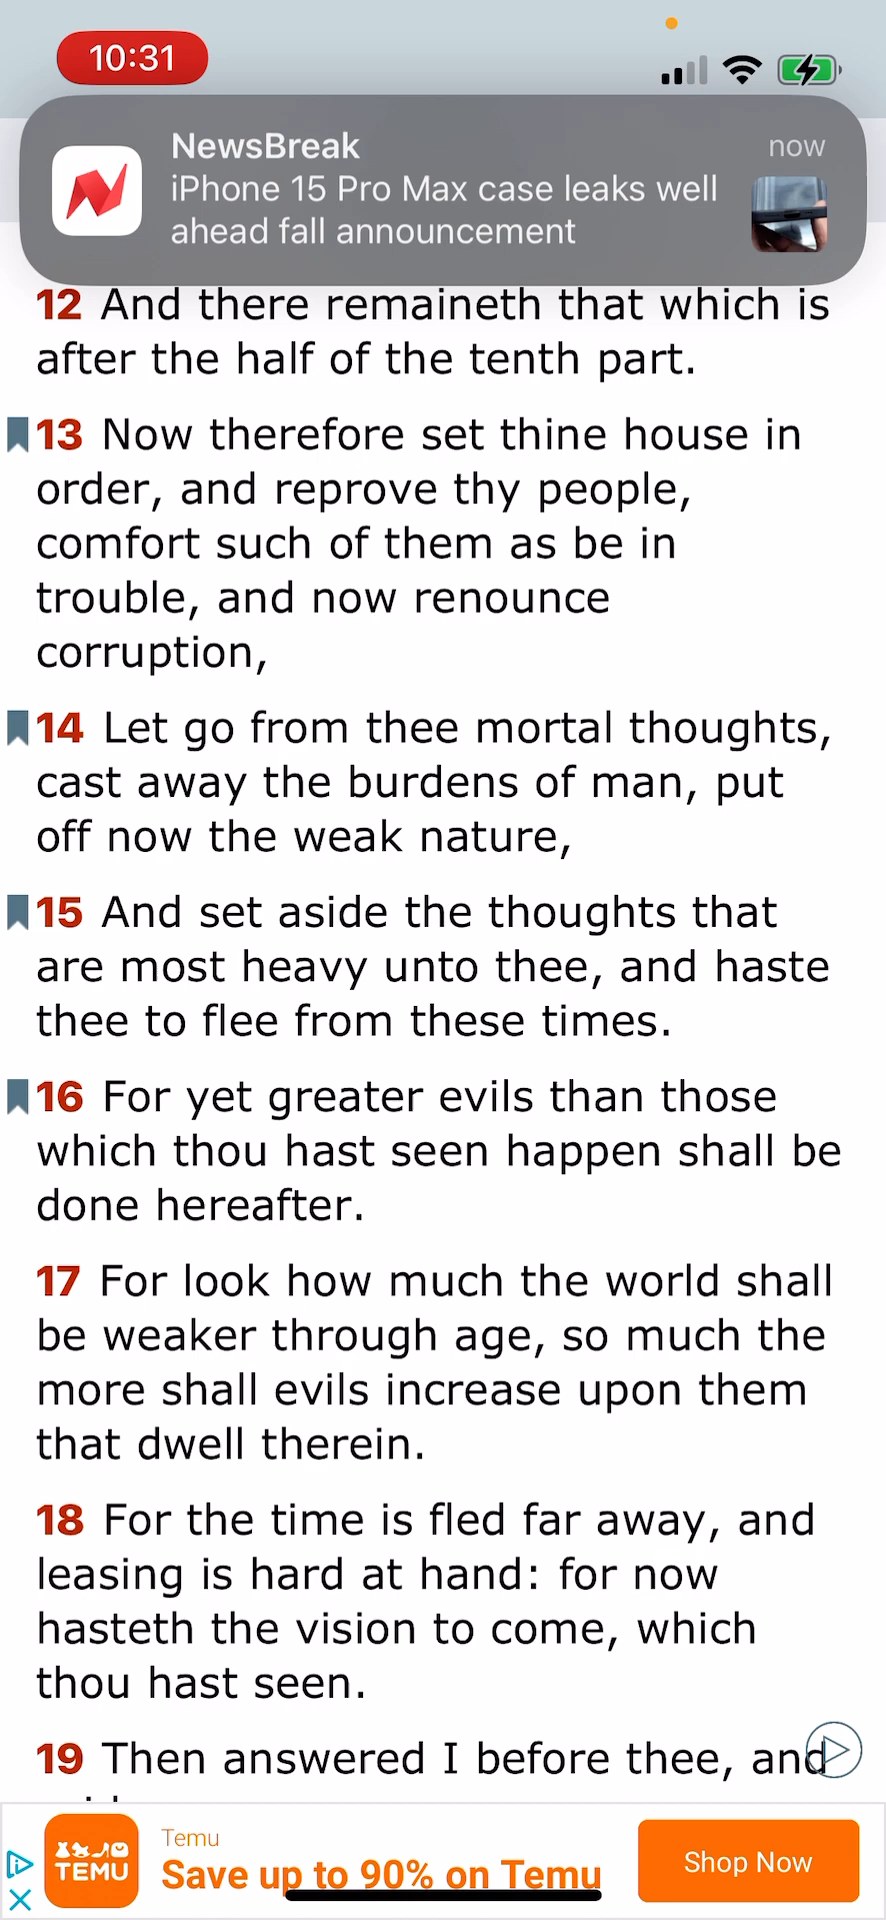 10:31
NewsBreak
now
iPhone 15 Pro Max case leaks well
ahead fall announcement
12 And there remaineth that which is
after the half of the tenth part.
13 Now therefore set thine house in
order, and reprove thy people,
comfort such of them as be in
trouble, and now renounce
corruption,
14 Let go from thee mortal thoughts,
cast away the burdens of man, put
off now the weak nature,
15 And set aside the thoughts that
are most heavy unto thee, and haste
thee to flee from these times.
16 For yet greater evils than those
which thou hast seen happen shall be
done hereafter.
17 For look how much the world shall
be weaker through age, so much the
more shall evils increase upon them
that dwell therein.
18 For the time is fled far away, and
leasing is hard at hand: for now
hasteth the vision to come, which
thou hast seen.
19 Then answered I before thee, and
Temu
TEMU
Save up to 90% on Temu
Shop Now